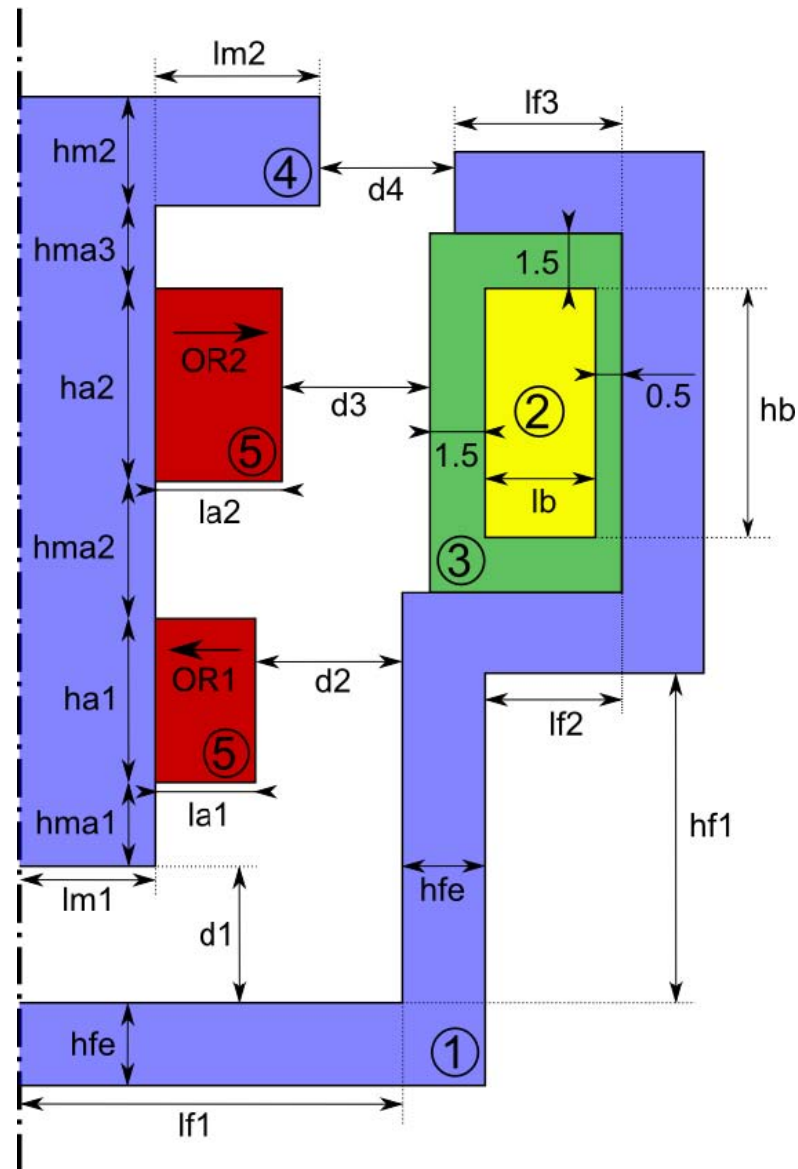 lm2
lf3
hm2
④
d4
hma3
1.5
OR2
ha2
d3
②
0.5
hb
⑤
1.5
la2
lb
hma2
③
OR1
d2
ha1
⑤
lf2
la1
hma1
hf1
lm1
hfe
d1
hfe
①
lf1